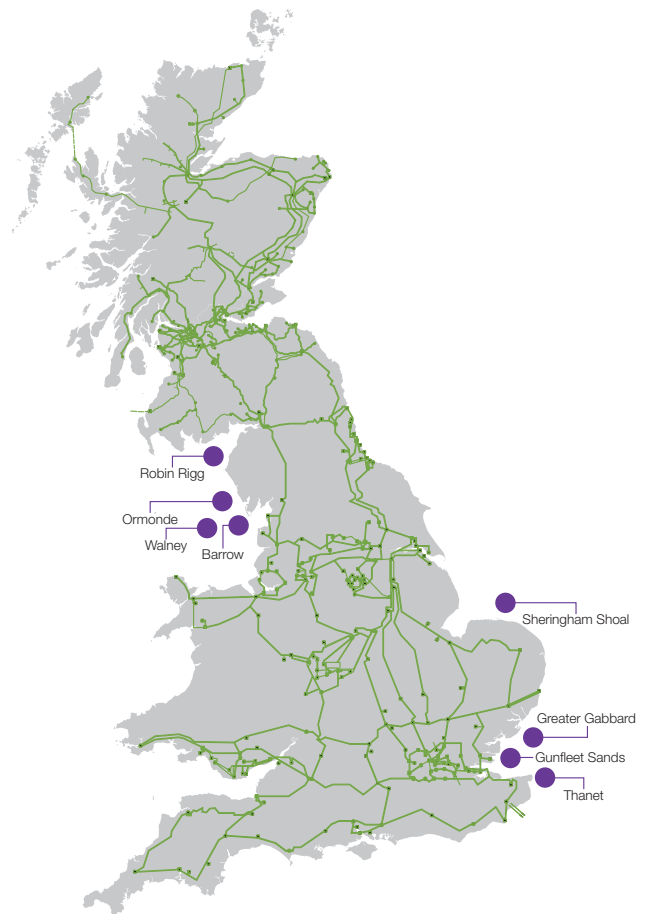 Robin Rigg
Ormonde
Walney
Barrow
Sheringham Shoal
Greater Gabbard
Gunfleet Sands
Thanet